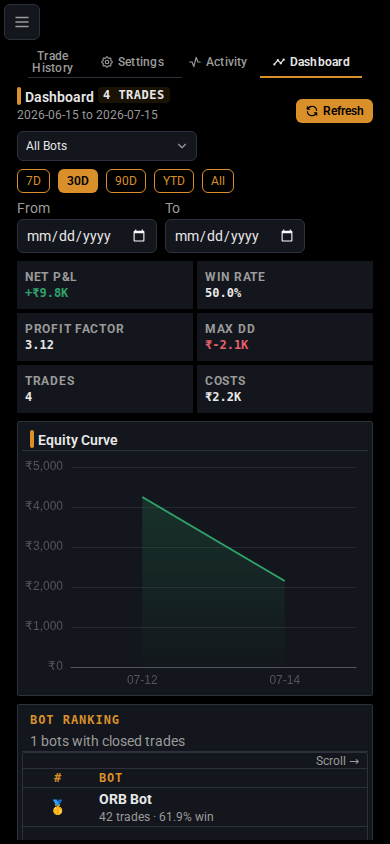 Trade
History
Settings
Activity
Dashboard
Dashboard 4 TRADES
2026-06-15 to 2026-07-15
Refresh
All Bots
7D 30D 90D YTD All
From To
mm/dd/yyyy mm/dd/yyyy
NET P&L WIN RATE
+₹9.8K 50.0%
PROFIT FACTOR MAX DD
3.12 ₹-2.1K
TRADES COSTS
4 ₹2.2K
Equity Curve
₹5,000
₹4,000
₹3,000
₹2,000
₹1,000
₹0
07-12 07-14
BOT RANKING
1 bots with closed trades
Scroll →
# BOT
ORB Bot
42 trades · 61.9% win